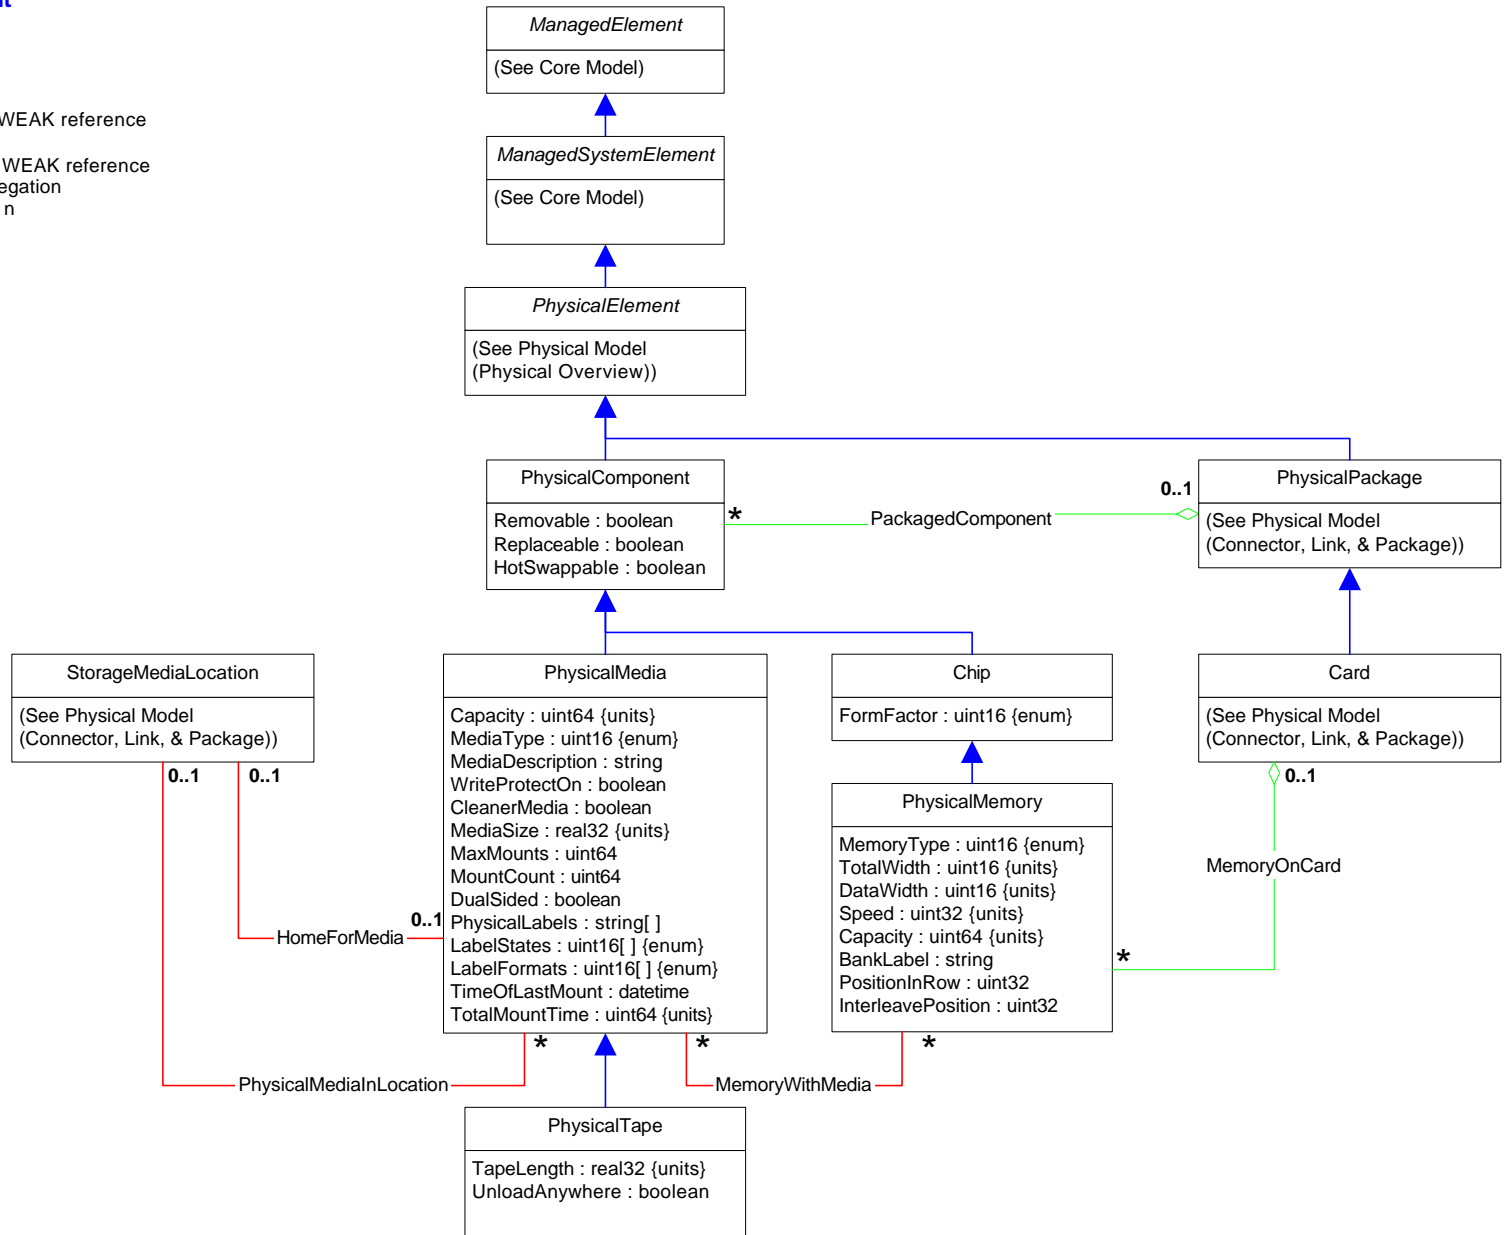 ManagedElement
(See Core Model)
WEAK reference
WEAK reference
n
ManagedSystemElement
(See Core Model)
PhysicalElement
(See Physical Model
(Physical Overview))
PhysicalComponent
Removable : boolean
Replaceable : boolean
HotSwappable : boolean
*
PackagedComponent
0..1
PhysicalPackage
(See Physical Model
(Connector, Link, & Package))
StorageMediaLocation
(See Physical Model
(Connector, Link, & Package))
0..1
0..1
HomeForMedia
0..1
PhysicalMedia
Capacity : uint64 {units}
MediaType : uint16 {enum}
MediaDescription : string
WriteProtectOn : boolean
CleanerMedia : boolean
MediaSize : real32 {units}
MaxMounts : uint64
MountCount : uint64
DualSided : boolean
PhysicalLabels : string[ ]
LabelStates : uint16[ ] {enum}
LabelFormats : uint16[ ] {enum}
TimeOfLastMount : datetime
TotalMountTime : uint64 {units}
Chip
FormFactor : uint16 {enum}
PhysicalMemory
MemoryType : uint16 {enum}
TotalWidth : uint16 {units}
DataWidth : uint16 {units}
Speed : uint32 {units}
Capacity : uint64 {units}
BankLabel : string
PositionInRow : uint32
InterleavePosition : uint32
Card
(See Physical Model
(Connector, Link, & Package))
0..1
MemoryOnCard
*
*
*
*
PhysicalMediaInLocation
MemoryWithMedia
PhysicalTape
TapeLength : real32 {units}
UnloadAnywhere : boolean